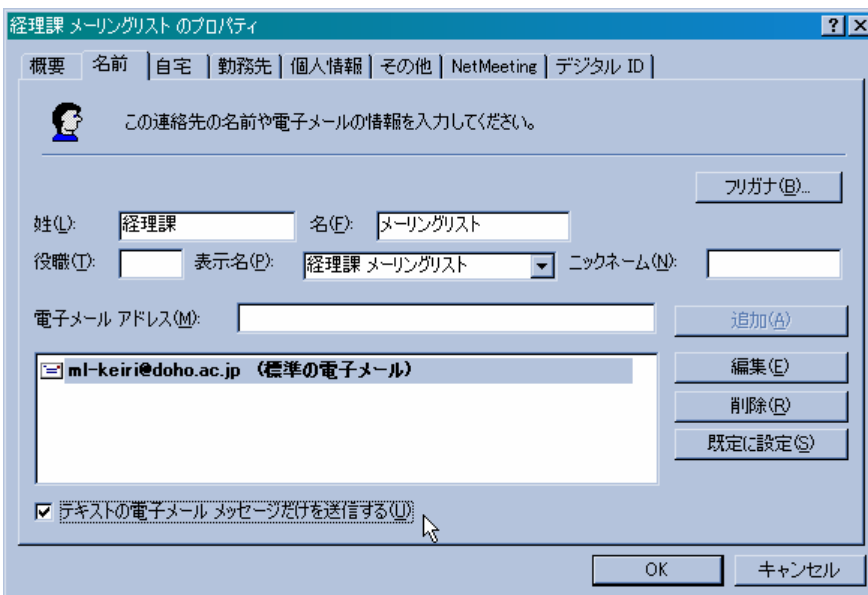 経理課 メーリングリスト のプロパティ
概要 名前 自宅 勤務先 個人情報 その他 NetMeeting デジタル ID
この連絡先の名前や電子メールの情報を入力してください。
フリガナ(B)...
姓(L): 経理課 名(F): メーリングリスト
役職(T): 表示名(P): 経理課 メーリングリスト ニックネーム(N):
電子メール アドレス(M): 追加(A)
ml-keiri@doho.ac.jp (標準の電子メール) 編集(E)
削除(R)
既定に設定(S)
テキストの電子メール メッセージだけを送信する(U)
OK キャンセル